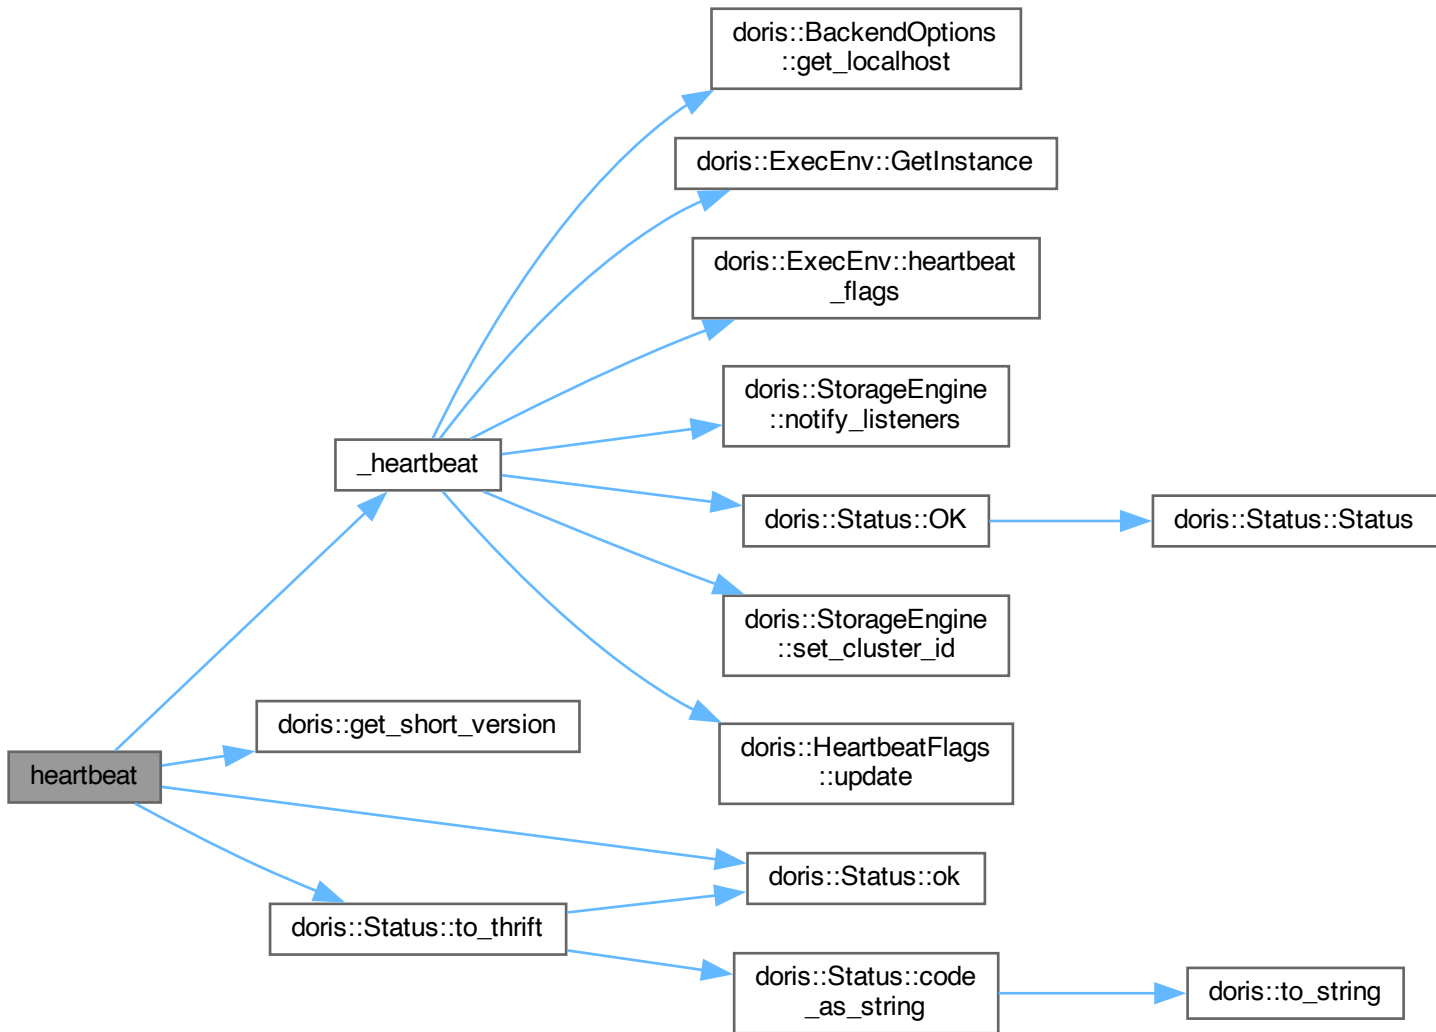 doris::BackendOptions
::get_localhost
doris::ExecEnv::GetInstance
doris::ExecEnv::heartbeat
_flags
doris::StorageEngine
::notify_listeners
_heartbeat
doris::Status::OK
doris::Status::Status
doris::StorageEngine
::set_cluster_id
doris::get_short_version
doris::HeartbeatFlags
::update
heartbeat
doris::Status::ok
doris::Status::to_thrift
doris::Status::code
_as_string
doris::to_string